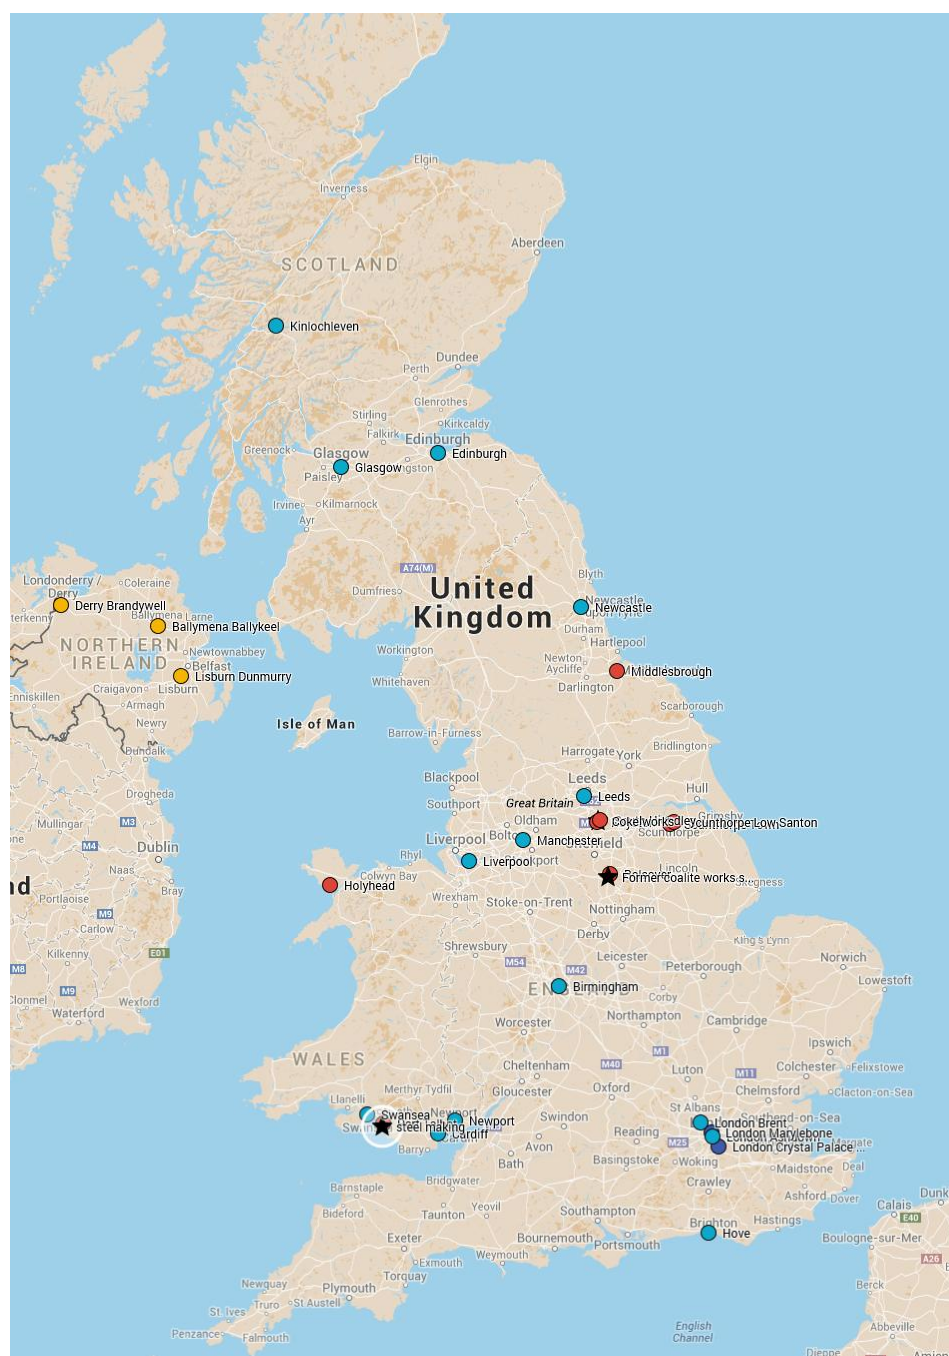 Elgin
Inverness
Aberdeen
SCOTLAND
Kinlochleven
Dundee
Perth
Glenrothes
Stirling
Kirkcaldy
Falkirk
Edinburgh
Greenock
Glasgow
Edinburgh
Glasgow
Paisley
Irvine
Kilmarnock
Ayr
A74(M)
Blyth
United
Kingdom
Londonderry /
Derry
Coleraine
Derry Brandywell
Dumfries
Newcastle
Ballymena
Larne
Ballymena Ballykeel
Durham
Hartlepool
NORTHERN
IRELAND
Newtownabbey
Belfast
Workington
Newton
Aycliffe
Middlesbrough
Lisburn Dunmurry
Whitehaven
Darlington
Enniskillen
Craigavon
Lisburn
Armagh
Newry
Isle of Man
Scarborough
Barrow-in-Furness
Dundalk
Harrogate
York
Bridlington
Blackpool
Leeds
Hull
Drogheda
Leeds
Southport
Great Britain
Mullingar
M3
Oldham
Grimsby
Scunthorpe
M4
Dublin
Liverpool
Manchester
Rhyl
Liverpool
Naas
Colwyn Bay
Lincoln
Holyhead
Former coalite works s...
Bray
Wrexham
Portlaoise
Stoke-on-Trent
Nottingham
M9
Carlow
Derby
Kilkenny
E01
Shrewsbury
King's Lynn
M8
M54
M42
Leicester
Peterborough
Norwich
Birmingham
ENGLAND
Lowestoft
M9
Clonmel
Wexford
Waterford
Corby
Northampton
Cambridge
Worcester
Ipswich
WALES
M1
Cheltenham
M40
Luton
M11
Colchester
Felixstowe
Merthyr Tydfil
Gloucester
Oxford
Chelmsford
Clacton-on-Sea
Llanelli
St Albans
Swansea
Newport
Newport
Swindon
London Brent
Southend-on-Sea
steel making
Cardiff
Reading
London Marylebone
M25
Margate
Avon
London Crystal Palace ...
Barry
Bath
Basingstoke
Woking
Maidstone
Deal
Bridgwater
Crawley
Ashford
Dover
Barnstaple
Yeovil
Bideford
Taunton
Southampton
Brighton
Hastings
Calais
Dunk
E40
Hove
Exeter
Bournemouth
Portsmouth
Boulogne-sur-Mer
Weymouth
A26
Exmouth
Torquay
Newquay
Plymouth
Berck
Truro
St Austell
St. Ives
Penzance
Falmouth
English
Channel
Abbeville
Dieppe